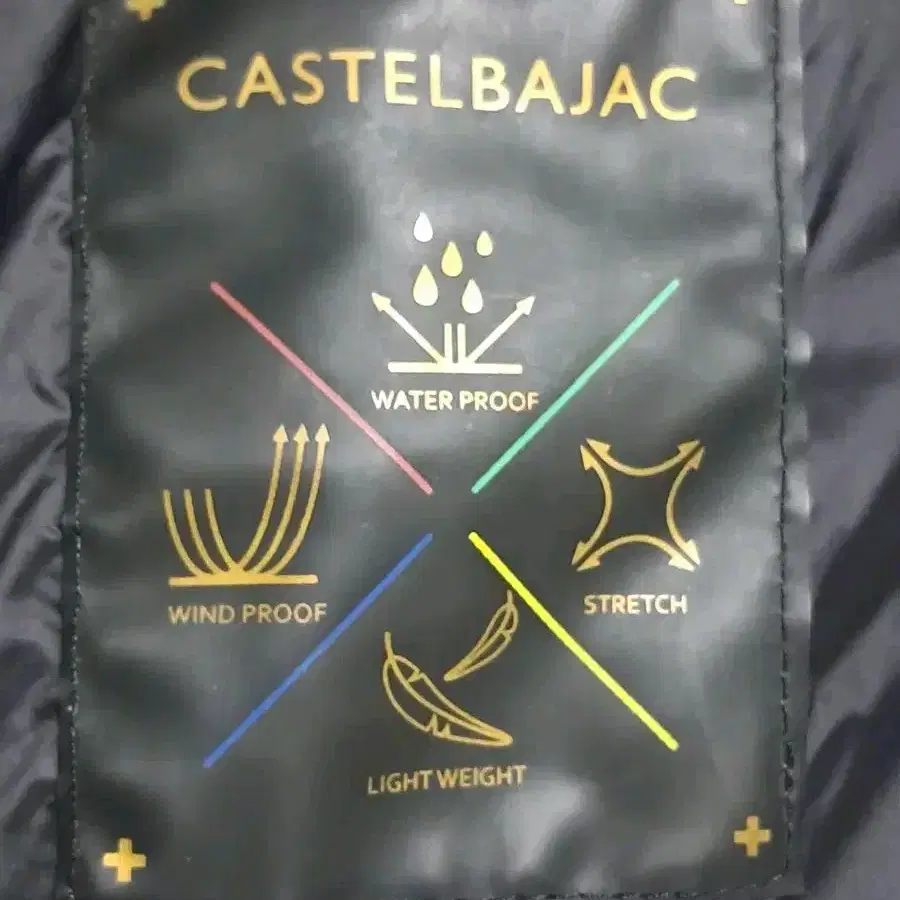 CASTELBAJAC
WATER PROOF
WIND PROOF
STRETCH
LIGHT WEIGHT